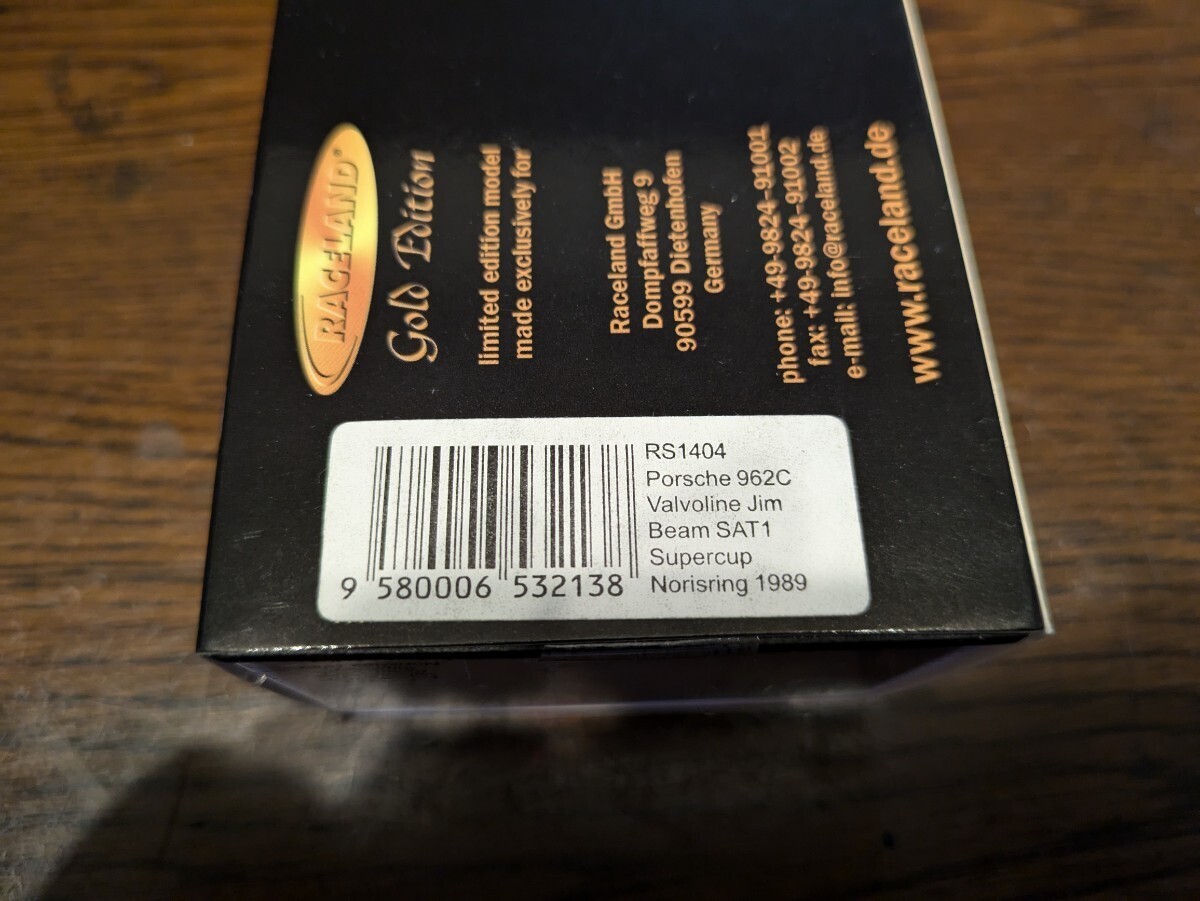 RACELAND®
Gold Edition
limited edition model
made exclusively for
Raceland GmbH
Dompfaffweg 9
90599 Dietenhofen
Germany
phone: +49-9824-91001
fax: +49-9824-91002
e-mail: info@raceland.de
www.raceland.de
RS1404
Porsche 962C
Valvoline Jim
Beam SAT1
Supercup
Norisring 1989
9 580006 532138